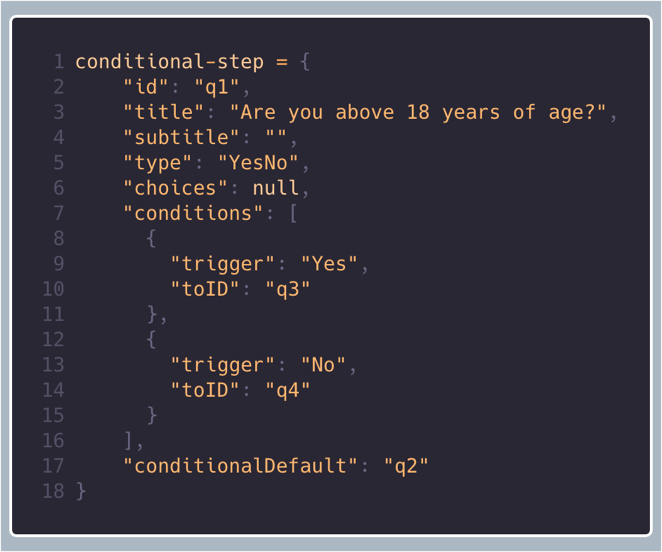 1 conditional-step = {
2     "id": "q1",
3     "title": "Are you above 18 years of age?",
4     "subtitle": "",
5     "type": "YesNo",
6     "choices": null,
7     "conditions": [
8       {
9         "trigger": "Yes",
10         "toID": "q3"
11       },
12       {
13         "trigger": "No",
14         "toID": "q4"
15       }
16     ],
17     "conditionalDefault": "q2"
18 }